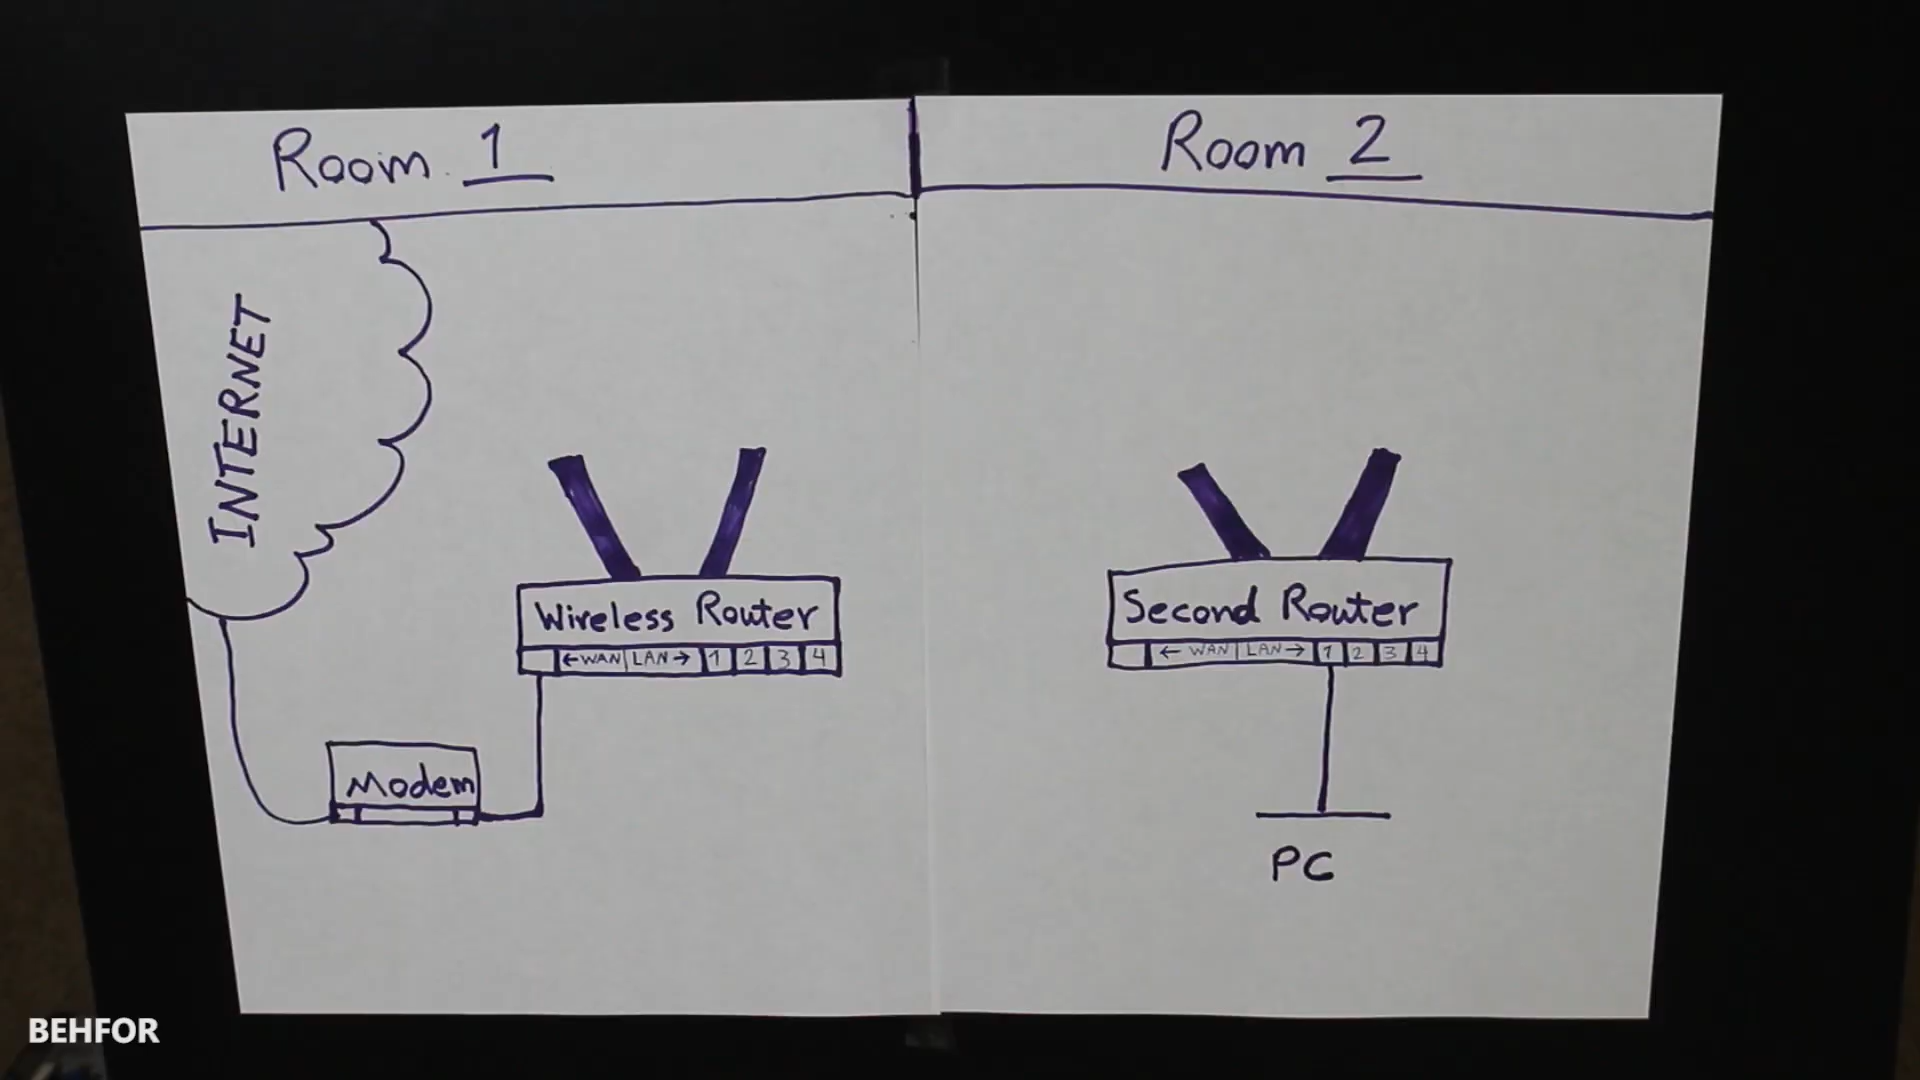 Room 1
Room 2
INTERNET
Wireless Router
←WAN|LAN→ 1 2 3 4
Modem
Second Router
← WAN|LAN→ 1 2 3 4
PC
BEHFOR